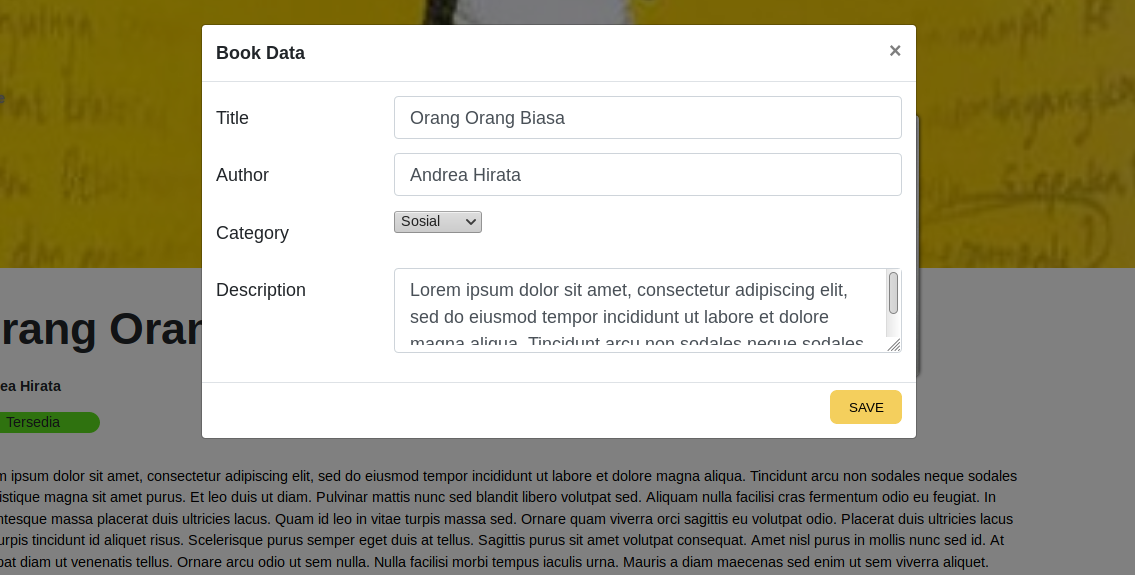 Book Data
×
Title
Orang Orang Biasa
Author
Andrea Hirata
Category
Sosial
Description
Lorem ipsum dolor sit amet, consectetur adipiscing elit,
sed do eiusmod tempor incididunt ut labore et dolore
magna aliqua. Tincidunt arcu non sodales neque sodales
SAVE
rang Oran
ea Hirata
Tersedia
m ipsum dolor sit amet, consectetur adipiscing elit, sed do eiusmod tempor incididunt ut labore et dolore magna aliqua. Tincidunt arcu non sodales neque sodales
istique magna sit amet purus. Et leo duis ut diam. Pulvinar mattis nunc sed blandit libero volutpat sed. Aliquam nulla facilisi cras fermentum odio eu feugiat. In
ntesque massa placerat duis ultricies lacus. Quam id leo in vitae turpis massa sed. Ornare quam viverra orci sagittis eu volutpat odio. Placerat duis ultricies lacus
urpis tincidunt id aliquet risus. Scelerisque purus semper eget duis at tellus. Sagittis purus sit amet volutpat consequat. Amet nisl purus in mollis nunc sed id. At
pat diam ut venenatis tellus. Ornare arcu odio ut sem nulla. Nulla facilisi morbi tempus iaculis urna. Mauris a diam maecenas sed enim ut sem viverra aliquet.